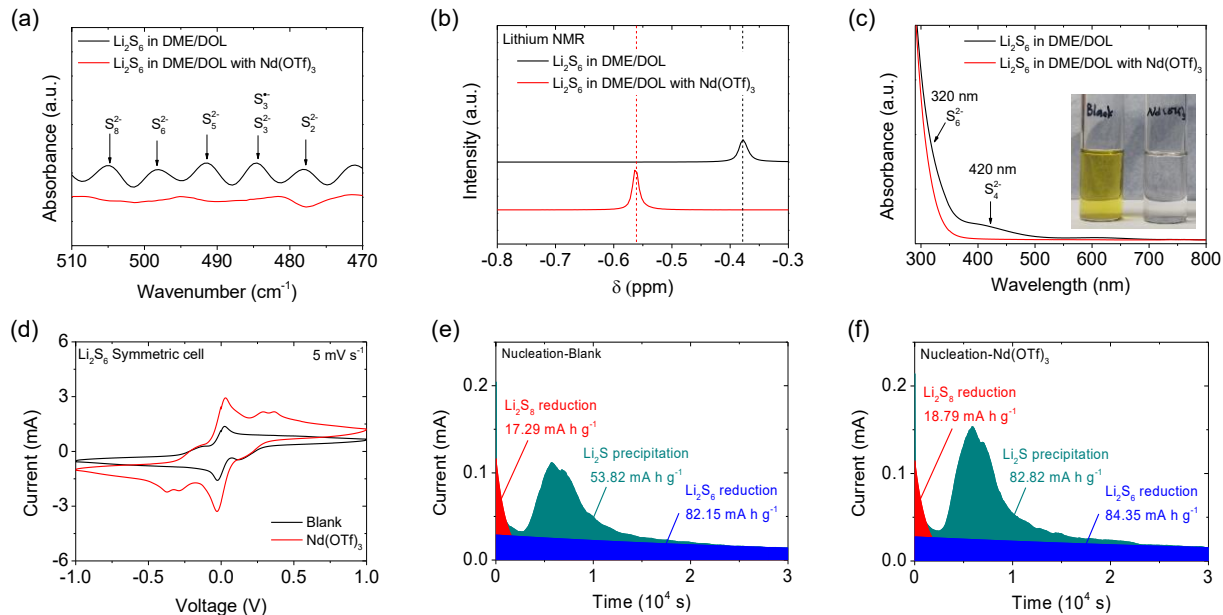 (a)
Li₂S₆ in DME/DOL
Li₂S₆ in DME/DOL with Nd(OTf)₃
S₈²⁻
S₆²⁻
S₅²⁻
S₃•⁻
S₃²⁻
S₂²⁻
Absorbance (a.u.)
510 500 490 480 470
Wavenumber (cm⁻¹)
(b)
Lithium NMR
Li₂S₆ in DME/DOL
Li₂S₆ in DME/DOL with Nd(OTf)₃
Intensity (a.u.)
-0.8 -0.7 -0.6 -0.5 -0.4 -0.3
δ (ppm)
(c)
Li₂S₆ in DME/DOL
Li₂S₆ in DME/DOL with Nd(OTf)₃
320 nm
S₆²⁻
420 nm
S₄²⁻
Blank Nd(OTf)₃
Absorbance (a.u.)
300 400 500 600 700 800
Wavelength (nm)
(d)
Li₂S₆ Symmetric cell 5 mV s⁻¹
Blank
Nd(OTf)₃
Current (mA)
6
3
0
-3
-6
-1.0 -0.5 0.0 0.5 1.0
Voltage (V)
(e)
Nucleation-Blank
Li₂S₈ reduction
17.29 mA h g⁻¹
Li₂S precipitation
53.82 mA h g⁻¹
Li₂S₆ reduction
82.15 mA h g⁻¹
Current (mA)
0.2
0.1
0.0
0 1 2 3
Time (10⁴ s)
(f)
Nucleation-Nd(OTf)₃
Li₂S₈ reduction
18.79 mA h g⁻¹
Li₂S precipitation
82.82 mA h g⁻¹
Li₂S₆ reduction
84.35 mA h g⁻¹
Current (mA)
0.2
0.1
0.0
0 1 2 3
Time (10⁴ s)